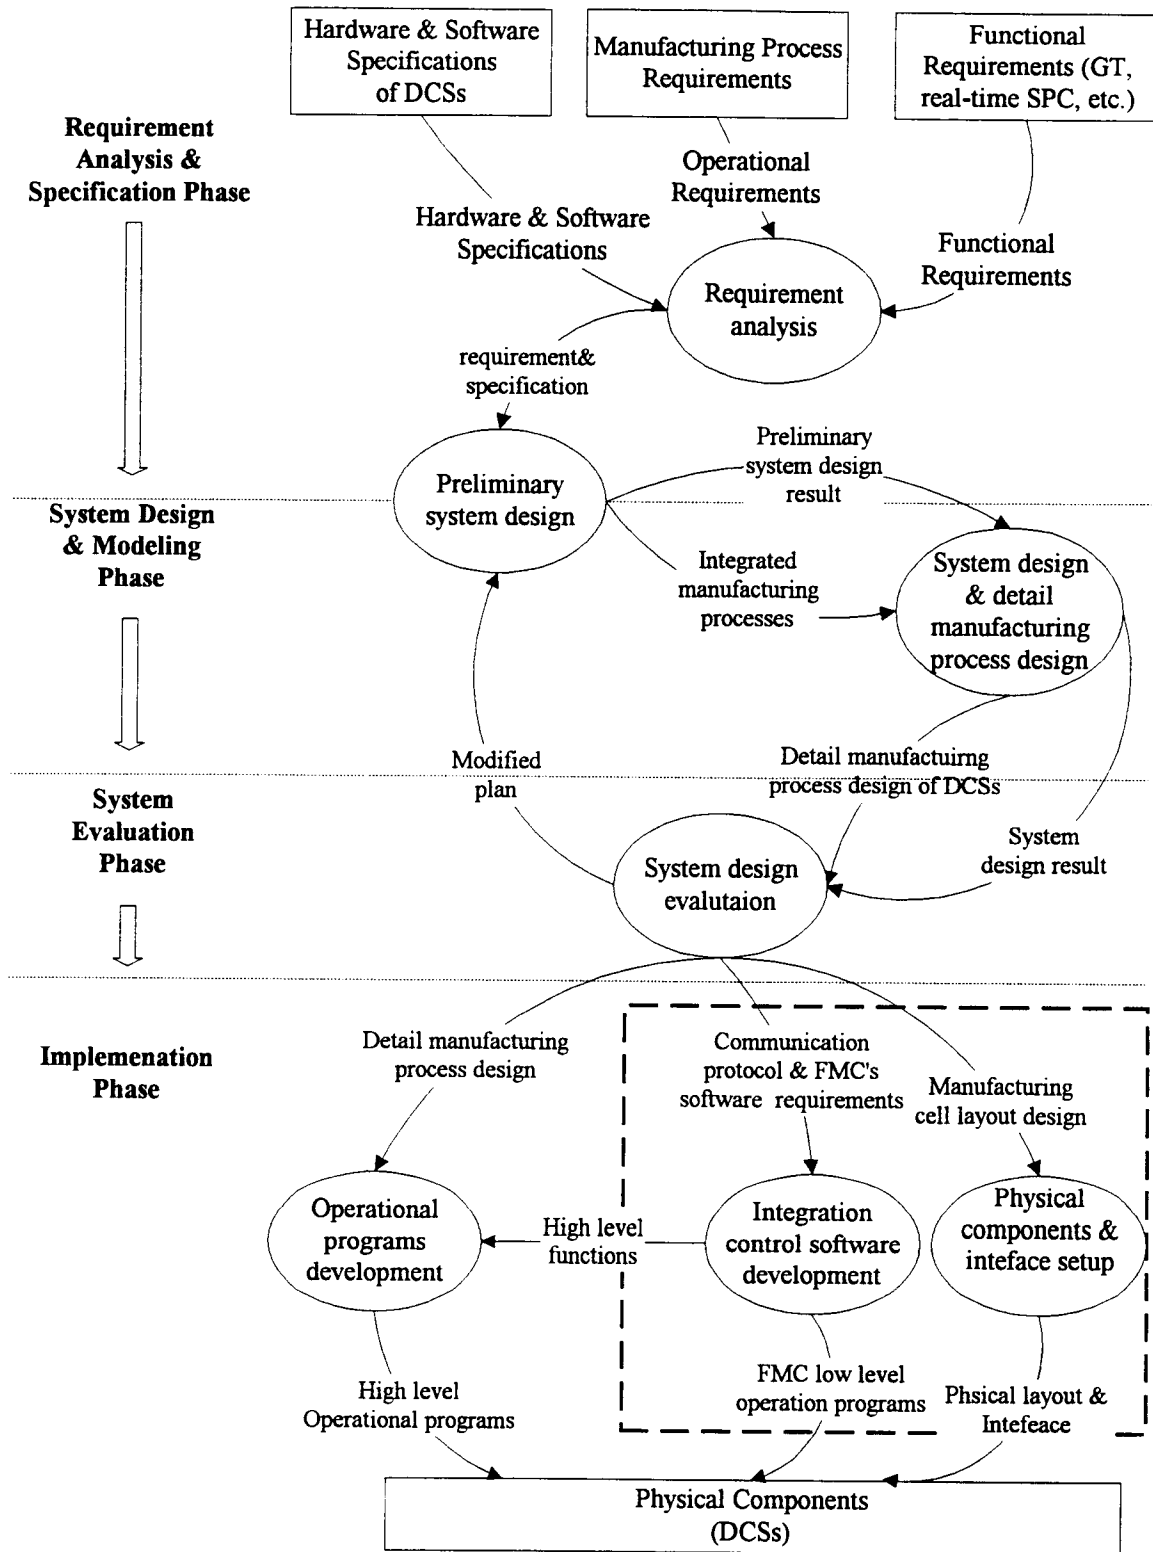 Hardware & Software
Specifications
of DCSs
Manufacturing Process
Requirements
Functional
Requirements (GT,
real-time SPC, etc.)
Requirement
Analysis &
Specification Phase
Operational
Requirements
Hardware & Software
Specifications
Functional
Requirements
Requirement
analysis
requirement&
specification
Preliminary
system design
result
Preliminary
system design
System Design
& Modeling
Phase
Integrated
manufacturing
processes
System design
& detail
manufacturing
process design
Modified
plan
Detail manufactuirng
process design of DCSs
System
Evaluation
Phase
System
design result
System design
evalutaion
Implemenation
Phase
Detail manufacturing
process design
Communication
protocol & FMC's
software requirements
Manufacturing
cell layout design
Operational
programs
development
High level
functions
Integration
control software
development
Physical
components &
inteface setup
High level
Operational programs
FMC low level
operation programs
Phsical layout &
Intefeace
Physical Components
(DCSs)